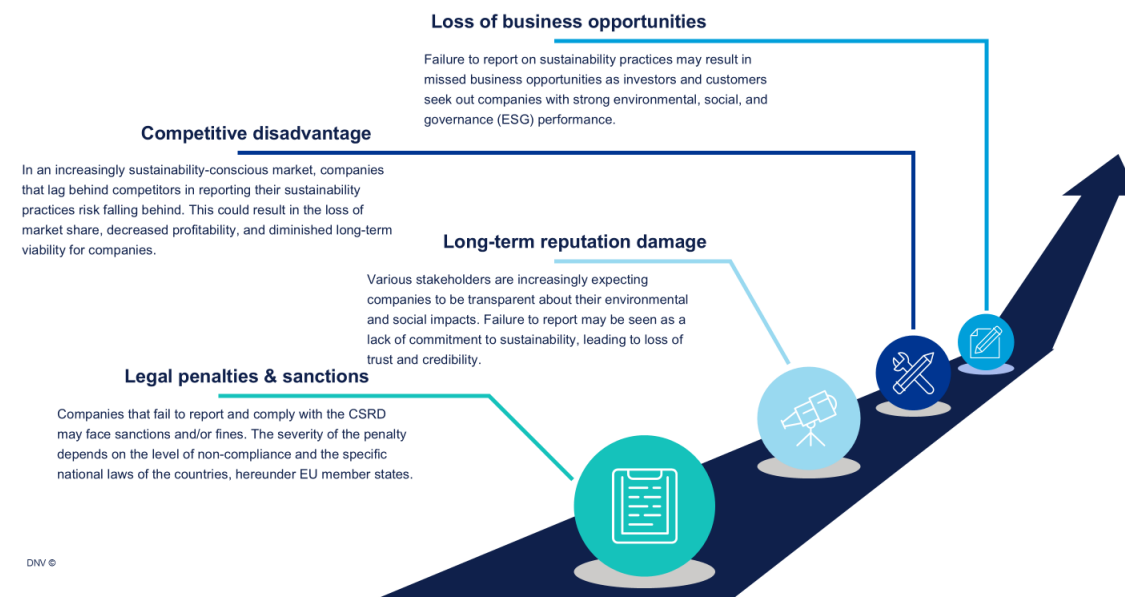 Loss of business opportunities
Failure to report on sustainability practices may result in
missed business opportunities as investors and customers
seek out companies with strong environmental, social, and
governance (ESG) performance.
Competitive disadvantage
In an increasingly sustainability-conscious market, companies
that lag behind competitors in reporting their sustainability
practices risk falling behind. This could result in the loss of
market share, decreased profitability, and diminished long-term
viability for companies.
Long-term reputation damage
Various stakeholders are increasingly expecting
companies to be transparent about their environmental
and social impacts. Failure to report may be seen as a
lack of commitment to sustainability, leading to loss of
trust and credibility.
Legal penalties & sanctions
Companies that fail to report and comply with the CSRD
may face sanctions and/or fines. The severity of the penalty
depends on the level of non-compliance and the specific
national laws of the countries, hereunder EU member states.
DNV ©